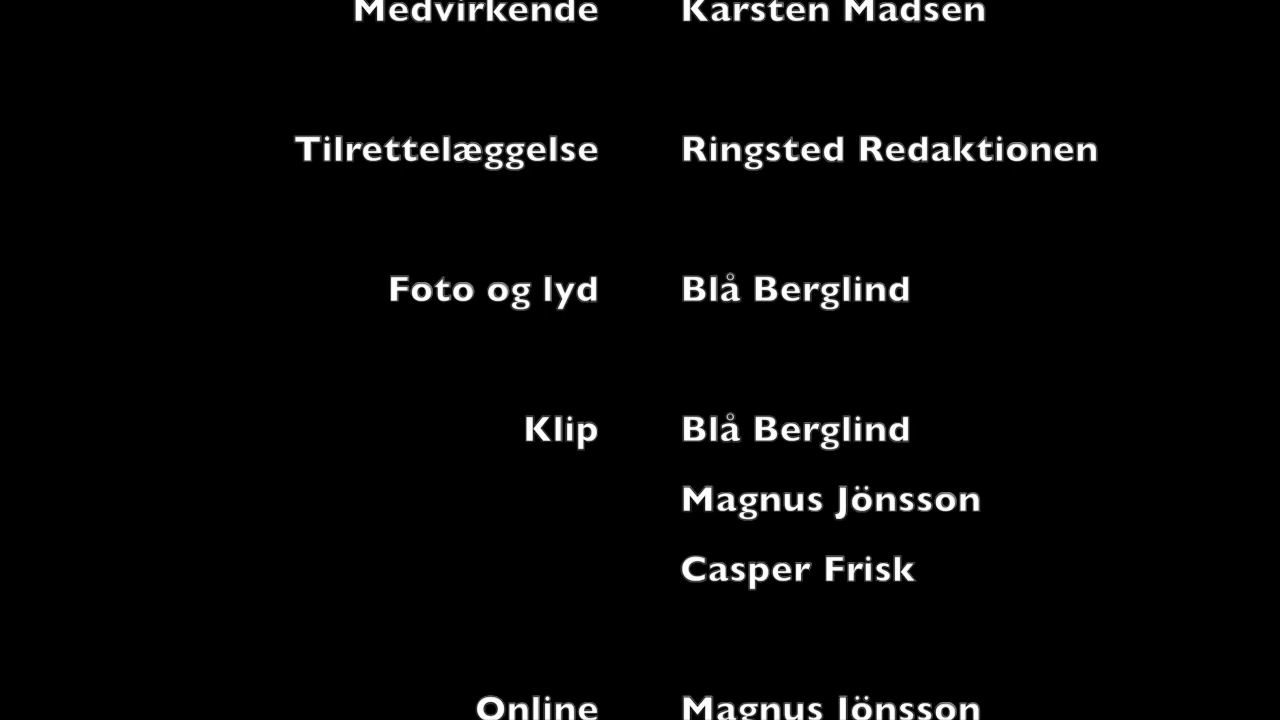 Medvirkende Karsten Madsen
Tilrettelæggelse Ringsted Redaktionen
Foto og lyd Blå Berglind
Klip Blå Berglind
Magnus Jönsson
Casper Frisk
Online Magnus Jönsson